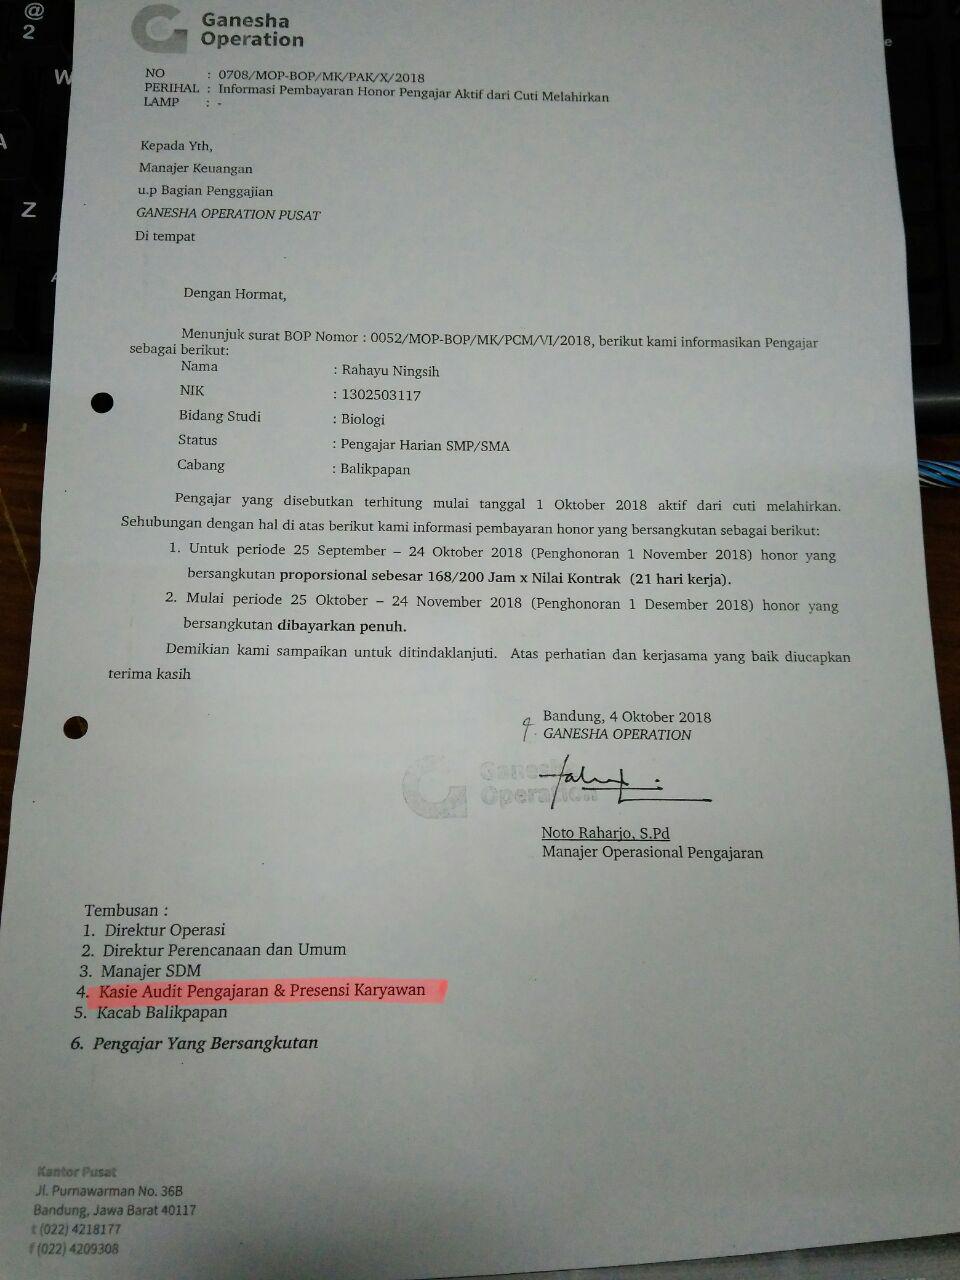 Ganesha
Operation
NO : 0708/MOP-BOP/MK/PAK/X/2018
PERIHAL : Informasi Pembayaran Honor Pengajar Aktif dari Cuti Melahirkan
LAMP : -
Kepada Yth,
Manajer Keuangan
u.p Bagian Penggajian
GANESHA OPERATION PUSAT
Di tempat
Dengan Hormat,
Menunjuk surat BOP Nomor : 0052/MOP-BOP/MK/PCM/VI/2018, berikut kami informasikan Pengajar
sebagai berikut:
Nama : Rahayu Ningsih
NIK : 1302503117
Bidang Studi : Biologi
Status : Pengajar Harian SMP/SMA
Cabang : Balikpapan
Pengajar yang disebutkan terhitung mulai tanggal 1 Oktober 2018 aktif dari cuti melahirkan.
Sehubungan dengan hal di atas berikut kami informasi pembayaran honor yang bersangkutan sebagai berikut:
1. Untuk periode 25 September – 24 Oktober 2018 (Penghonoran 1 November 2018) honor yang
bersangkutan proporsional sebesar 168/200 Jam x Nilai Kontrak (21 hari kerja).
2. Mulai periode 25 Oktober – 24 November 2018 (Penghonoran 1 Desember 2018) honor yang
bersangkutan dibayarkan penuh.
Demikian kami sampaikan untuk ditindaklanjuti. Atas perhatian dan kerjasama yang baik diucapkan
terima kasih
Bandung, 4 Oktober 2018
GANESHA OPERATION
Ganesha
Operation
Noto Raharjo, S.Pd
Manajer Operasional Pengajaran
Tembusan :
1. Direktur Operasi
2. Direktur Perencanaan dan Umum
3. Manajer SDM
4. Kasie Audit Pengajaran & Presensi Karyawan
5. Kacab Balikpapan
6. Pengajar Yang Bersangkutan
Kantor Pusat
Jl. Purnawarman No. 36B
Bandung, Jawa Barat 40117
t (022) 4218177
f (022) 4209308
@
2
W
A
Z